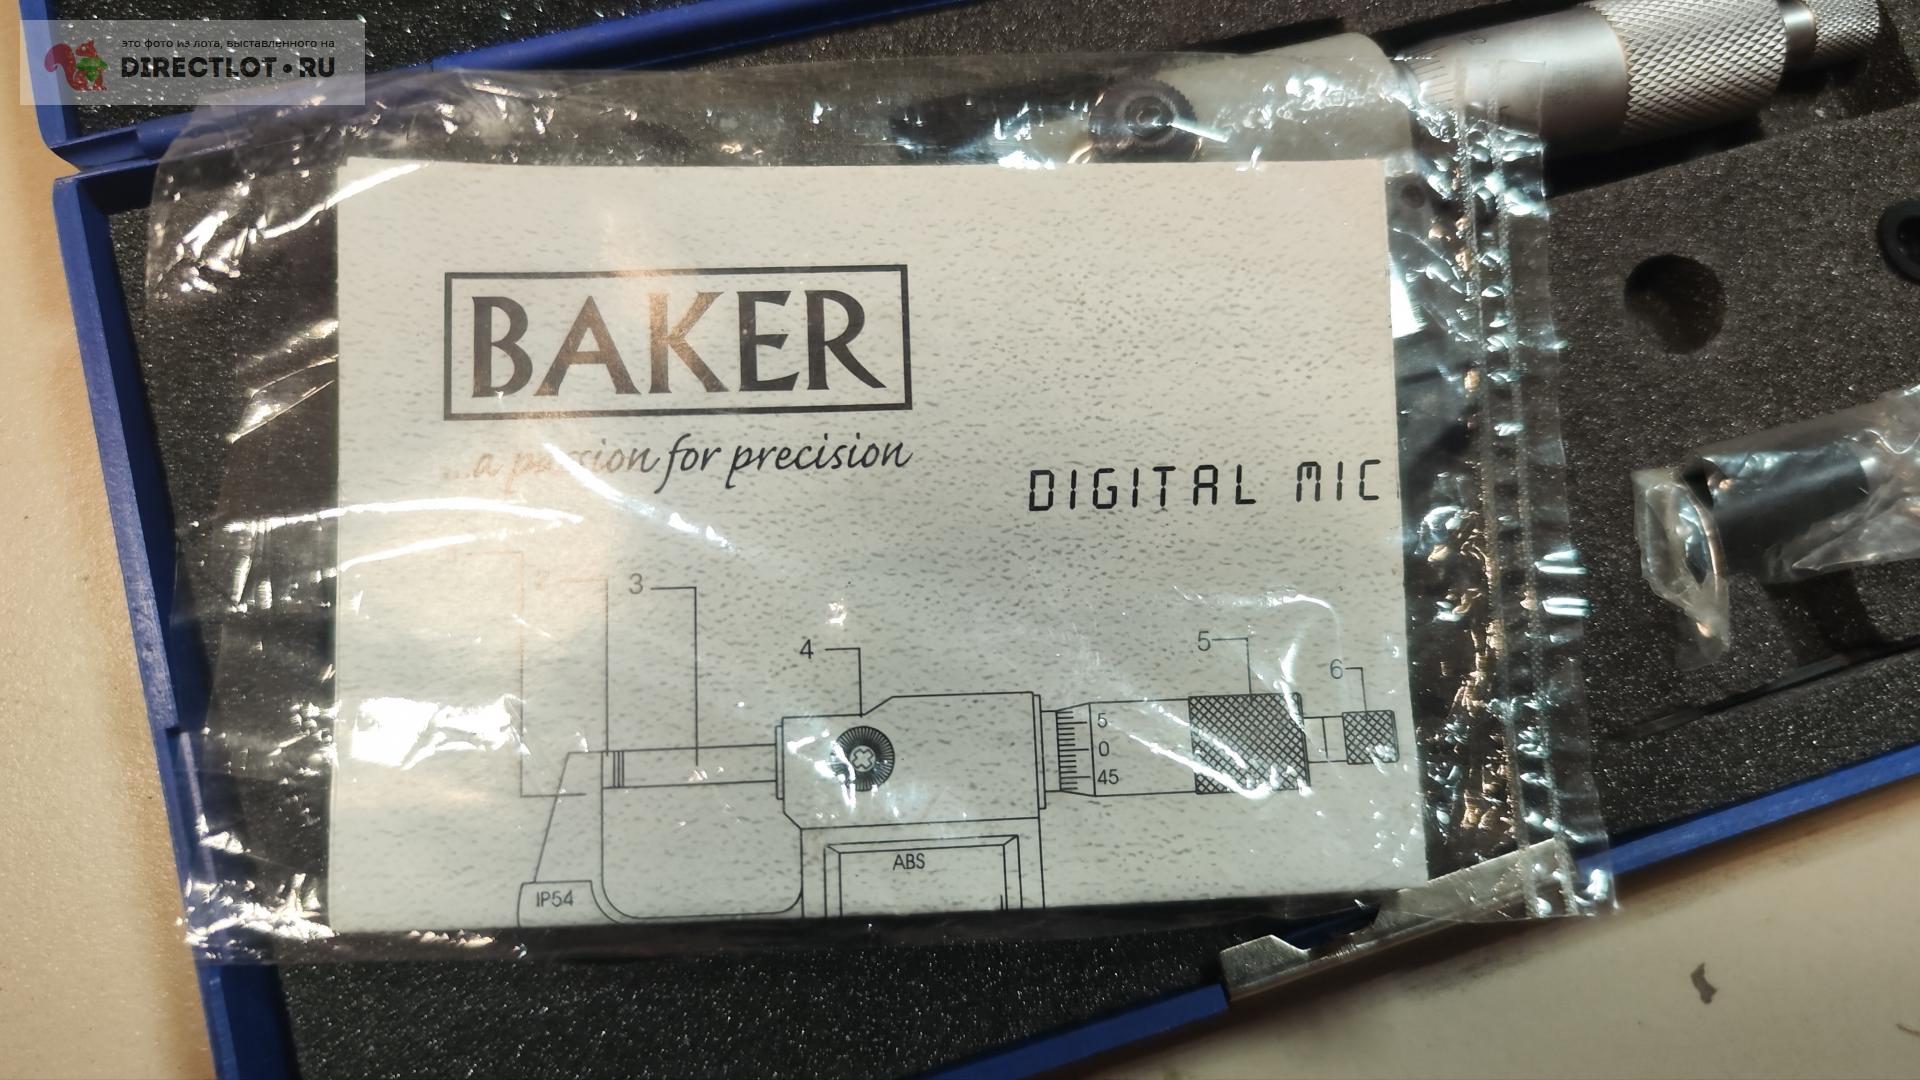 это фото из лота, выставленного на
DIRECTLOT•RU
BAKER
...a passion for precision
DIGITAL MIC
3
4
5
6
5
0
45
ABS
IP54